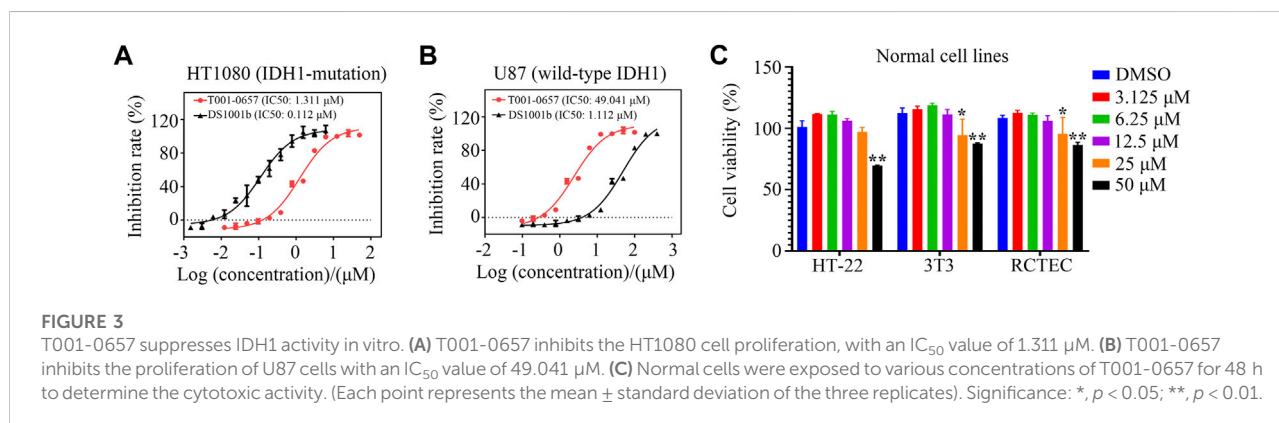 A
HT1080 (IDH1-mutation)
T001-0657 (IC50: 1.311 μM)
DS1001b (IC50: 0.112 μM)
Inhibition rate (%)
120
80
40
0
-3
-2
-1
0
1
2
Log (concentration)/(μM)
B
U87 (wild-type IDH1)
T001-0657 (IC50: 49.041 μM)
DS1001b (IC50: 1.112 μM)
Inhibition rate (%)
120
80
40
0
-2
-1
0
1
2
3
Log (concentration)/(μM)
C
Normal cell lines
Cell viability (%)
150
100
50
0
**
*
**
*
**
HT-22
3T3
RCTEC
DMSO
3.125 μM
6.25 μM
12.5 μM
25 μM
50 μM
FIGURE 3
T001-0657 suppresses IDH1 activity in vitro. (A) T001-0657 inhibits the HT1080 cell proliferation, with an IC50 value of 1.311 μM. (B) T001-0657
inhibits the proliferation of U87 cells with an IC50 value of 49.041 μM. (C) Normal cells were exposed to various concentrations of T001-0657 for 48 h
to determine the cytotoxic activity. (Each point represents the mean ± standard deviation of the three replicates). Significance: *, p < 0.05; **, p < 0.01.